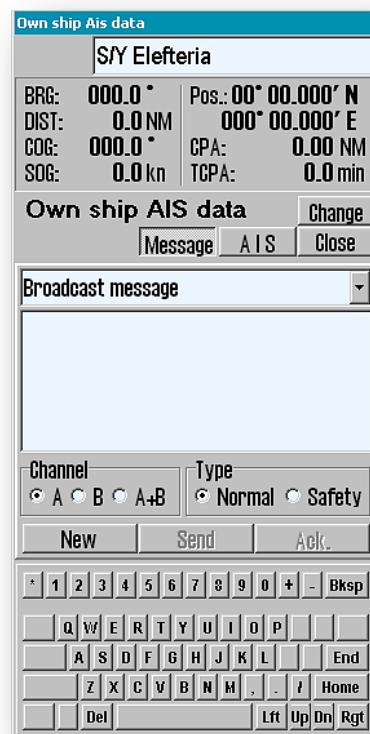 Own ship Ais data
S/Y Elefteria
BRG: 000.0 ° Pos.: 00° 00.000′ N
DIST: 0.0 NM 000° 00.000′ E
COG: 000.0 ° CPA: 0.00 NM
SOG: 0.0 kn TCPA: 0.0 min
Own ship AIS data Change
Message A I S Close
Broadcast message
Channel Type
A B A+B Normal Safety
New Send Ack.
* 1 2 3 4 5 6 7 8 9 0 + - Bksp
Q W E R T Y U I O P
A S D F G H J K L End
Z X C V B N M , . / Home
Del Lft Up Dn Rgt